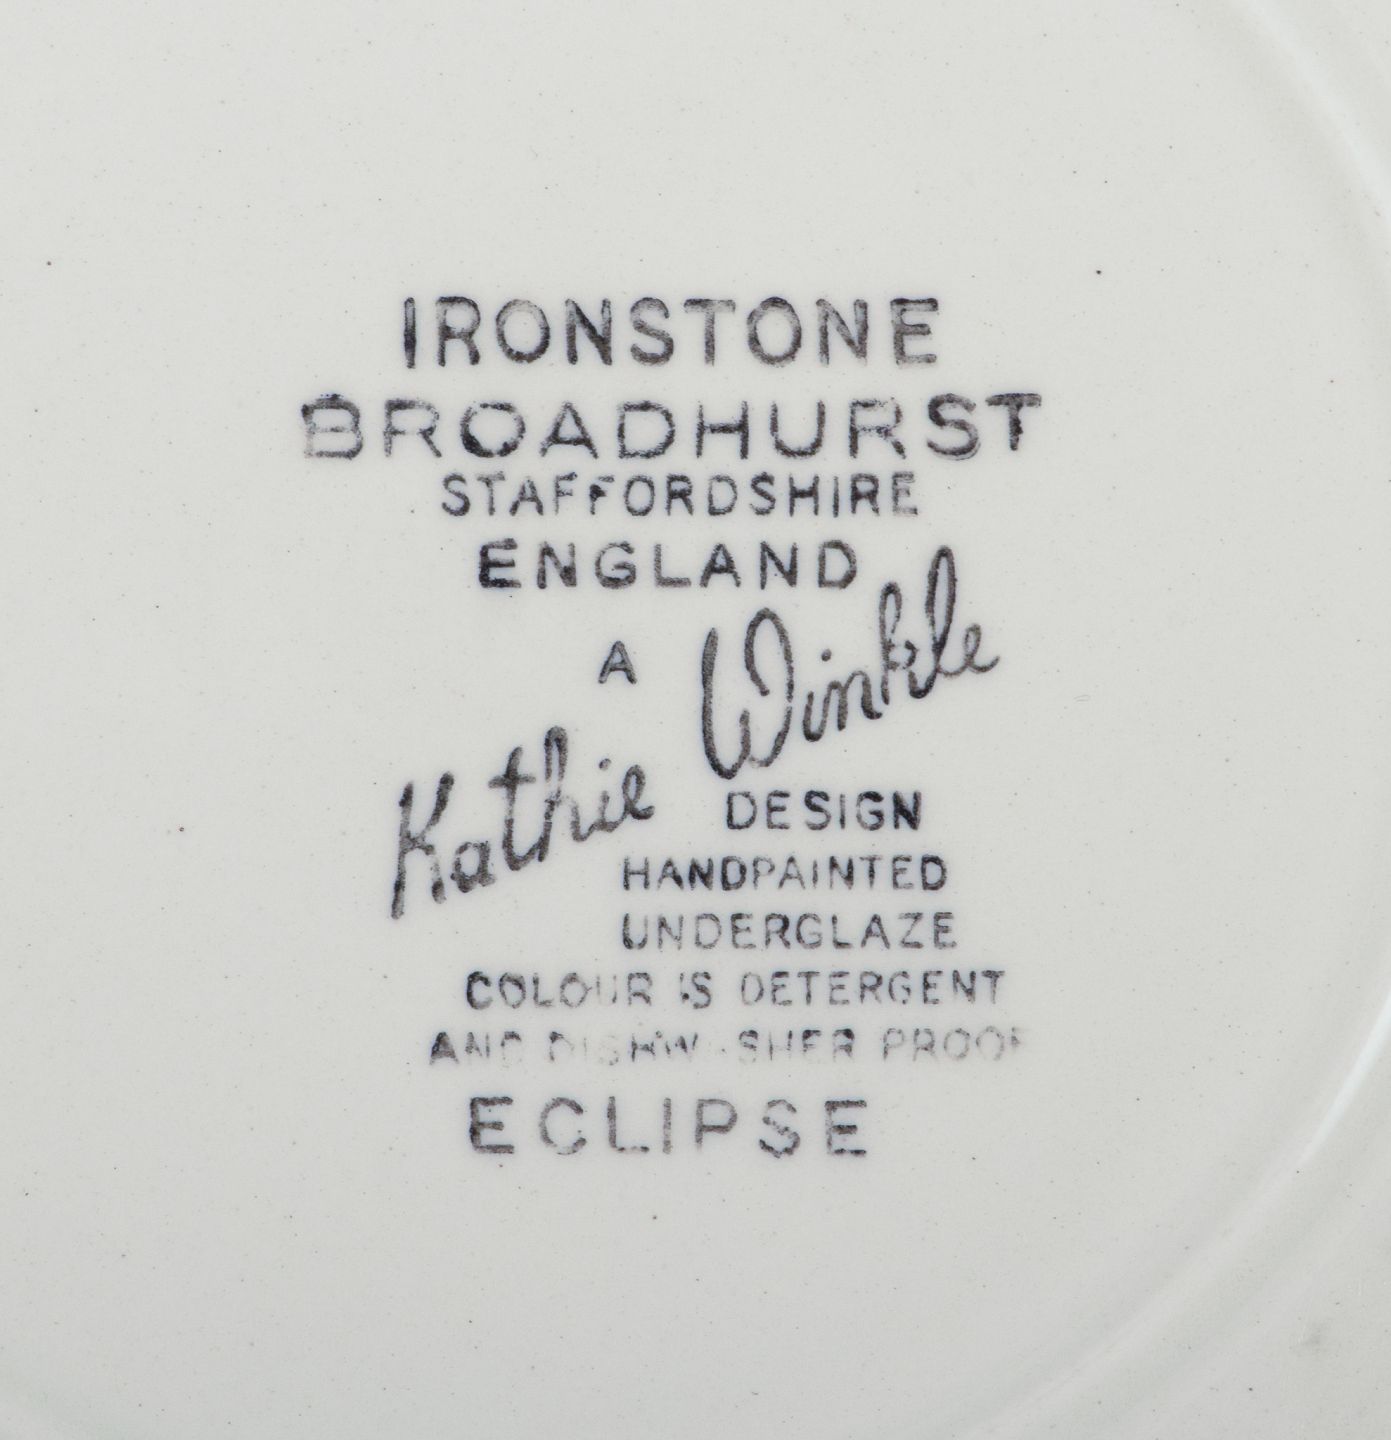 IRONSTONE
BROADHURST
STAFFORDSHIRE
ENGLAND
A
Kathie Winkle
DESIGN
HANDPAINTED
UNDERGLAZE
COLOUR IS DETERGENT
AND DISHWASHER PROOF
ECLIPSE